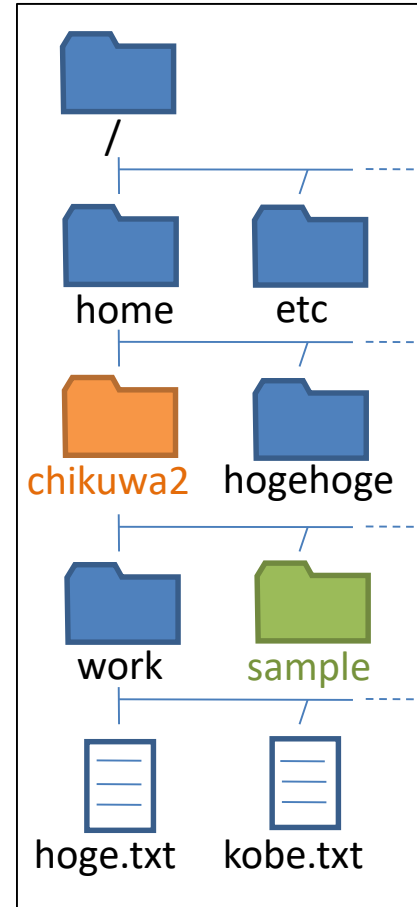 /
home
etc
chikuwa2
hogehoge
work
sample
hoge.txt
kobe.txt